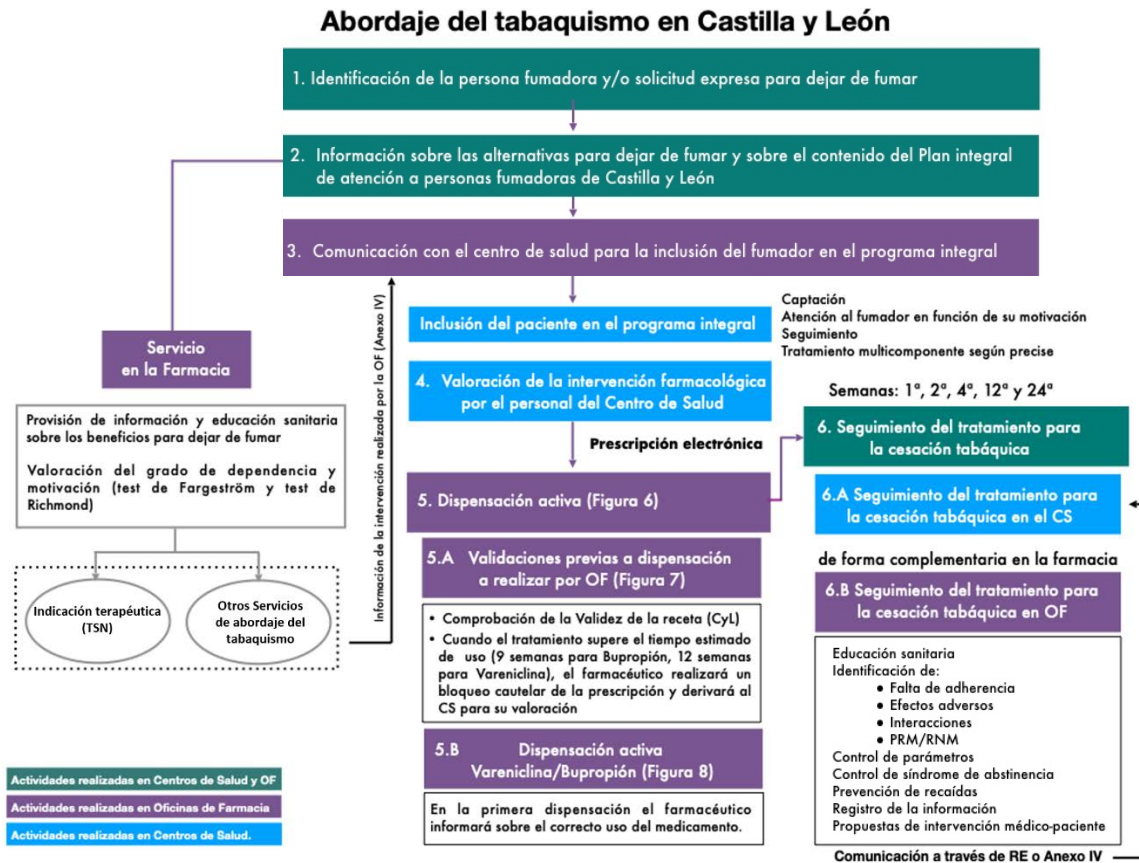 Abordaje del tabaquismo en Castilla y León
1. Identificación de la persona fumadora y/o solicitud expresa para dejar de fumar
2. Información sobre las alternativas para dejar de fumar y sobre el contenido del Plan integral
de atención a personas fumadoras de Castilla y León
3. Comunicación con el centro de salud para la inclusión del fumador en el programa integral
Servicio
en la Farmacia
Provisión de información y educación sanitaria
sobre los beneficios para dejar de fumar
Valoración del grado de dependencia y
motivación (test de Fargeström y test de
Richmond)
Indicación terapéutica
(TSN)
Otros Servicios
de abordaje del
tabaquismo
Información de la intervención realizada por la OF (Anexo IV)
Inclusión del paciente en el programa integral
Captación
Atención al fumador en función de su motivación
Seguimiento
Tratamiento multicomponente según precise
4. Valoración de la intervención farmacológica
por el personal del Centro de Salud
Prescripción electrónica
5. Dispensación activa (Figura 6)
5.A Validaciones previas a dispensación
a realizar por OF (Figura 7)
• Comprobación de la Validez de la receta (CyL)
• Cuando el tratamiento supere el tiempo estimado
de uso (9 semanas para Bupropión, 12 semanas
para Vareniclina), el farmacéutico realizará un
bloqueo cautelar de la prescripción y derivará al
CS para su valoración
5.B Dispensación activa
Vareniclina/Bupropión (Figura 8)
En la primera dispensación el farmacéutico
informará sobre el correcto uso del medicamento.
Semanas: 1ª, 2ª, 4ª, 12ª y 24ª
6. Seguimiento del tratamiento para
la cesación tabáquica
6.A Seguimiento del tratamiento para
la cesación tabáquica en el CS
de forma complementaria en la farmacia
6.B Seguimiento del tratamiento para
la cesación tabáquica en OF
Educación sanitaria
Identificación de:
• Falta de adherencia
• Efectos adversos
• Interacciones
• PRM/RNM
Control de parámetros
Control de síndrome de abstinencia
Prevención de recaídas
Registro de la información
Propuestas de intervención médico-paciente
Comunicación a través de RE o Anexo IV
Actividades realizadas en Centros de Salud y OF
Actividades realizadas en Oficinas de Farmacia
Actividades realizadas en Centros de Salud.